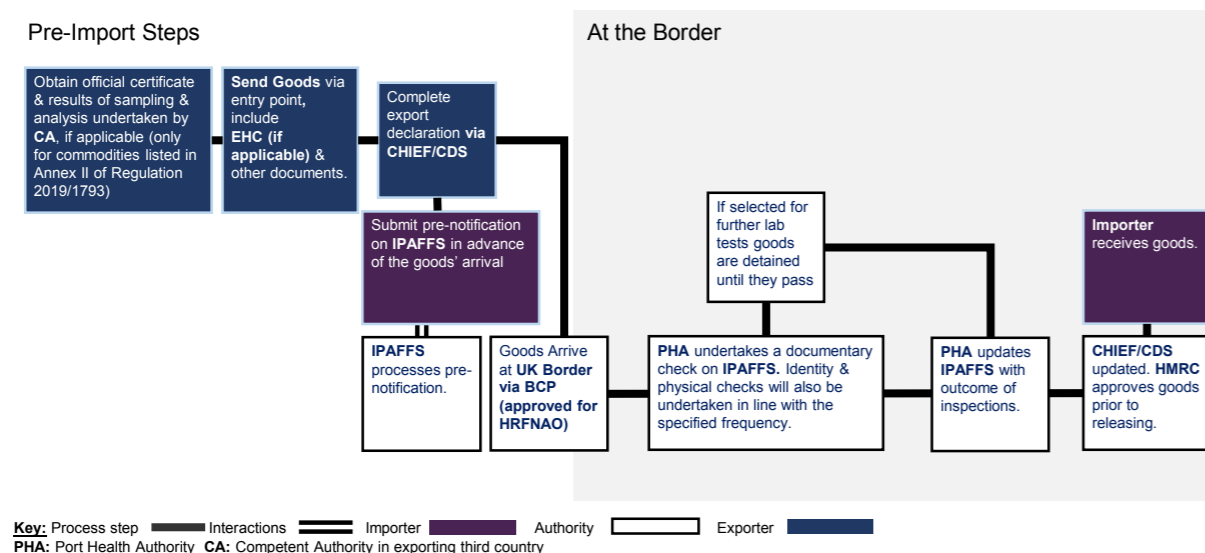 Pre-Import Steps
At the Border
Obtain official certificate
& results of sampling &
analysis undertaken by
CA, if applicable (only
for commodities listed in
Annex II of Regulation
2019/1793)
Send Goods via
entry point,
include
EHC (if
applicable) &
other documents.
Complete
export
declaration via
CHIEF/CDS
Submit pre-notification
on IPAFFS in advance
of the goods' arrival
IPAFFS
processes pre-
notification.
Goods Arrive
at UK Border
via BCP
(approved for
HRFNAO)
If selected for
further lab
tests goods
are detained
until they pass
PHA undertakes a documentary
check on IPAFFS. Identity &
physical checks will also be
undertaken in line with the
specified frequency.
PHA updates
IPAFFS with
outcome of
inspections.
Importer
receives goods.
CHIEF/CDS
updated. HMRC
approves goods
prior to
releasing.
Key: Process step Interactions Importer Authority Exporter
PHA: Port Health Authority CA: Competent Authority in exporting third country